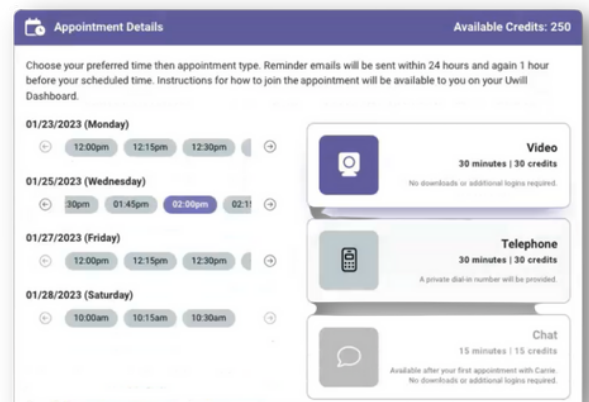 Appointment Details
Available Credits: 250
Choose your preferred time then appointment type. Reminder emails will be sent within 24 hours and again 1 hour
before your scheduled time. Instructions for how to join the appointment will be available to you on your Uwill
Dashboard.
01/23/2023 (Monday)
12:00pm 12:15pm 12:30pm
01/25/2023 (Wednesday)
:30pm 01:45pm 02:00pm 02:1
01/27/2023 (Friday)
12:00pm 12:15pm 12:30pm
01/28/2023 (Saturday)
10:00am 10:15am 10:30am
Video
30 minutes | 30 credits
No downloads or additional logins required.
Telephone
30 minutes | 30 credits
A private dial-in number will be provided.
Chat
15 minutes | 15 credits
Available after your first appointment with Carrie.
No downloads or additional logins required.